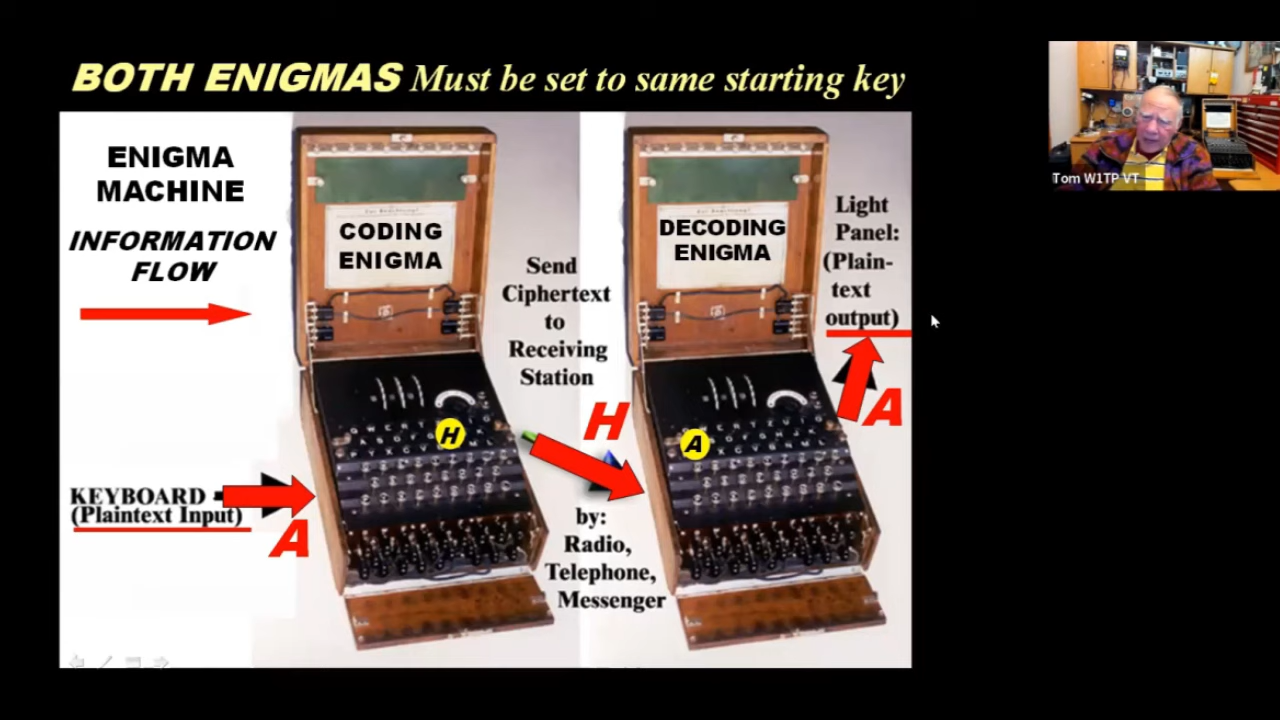 BOTH ENIGMAS Must be set to same starting key
ENIGMA
MACHINE
INFORMATION
FLOW
KEYBOARD
(Plaintext Input)
A
CODING
ENIGMA
H
Send
Ciphertext
to
Receiving
Station
H
by:
Radio,
Telephone,
Messenger
DECODING
ENIGMA
A
Light
Panel:
(Plain-
text
output)
A
Tom W1TP VT